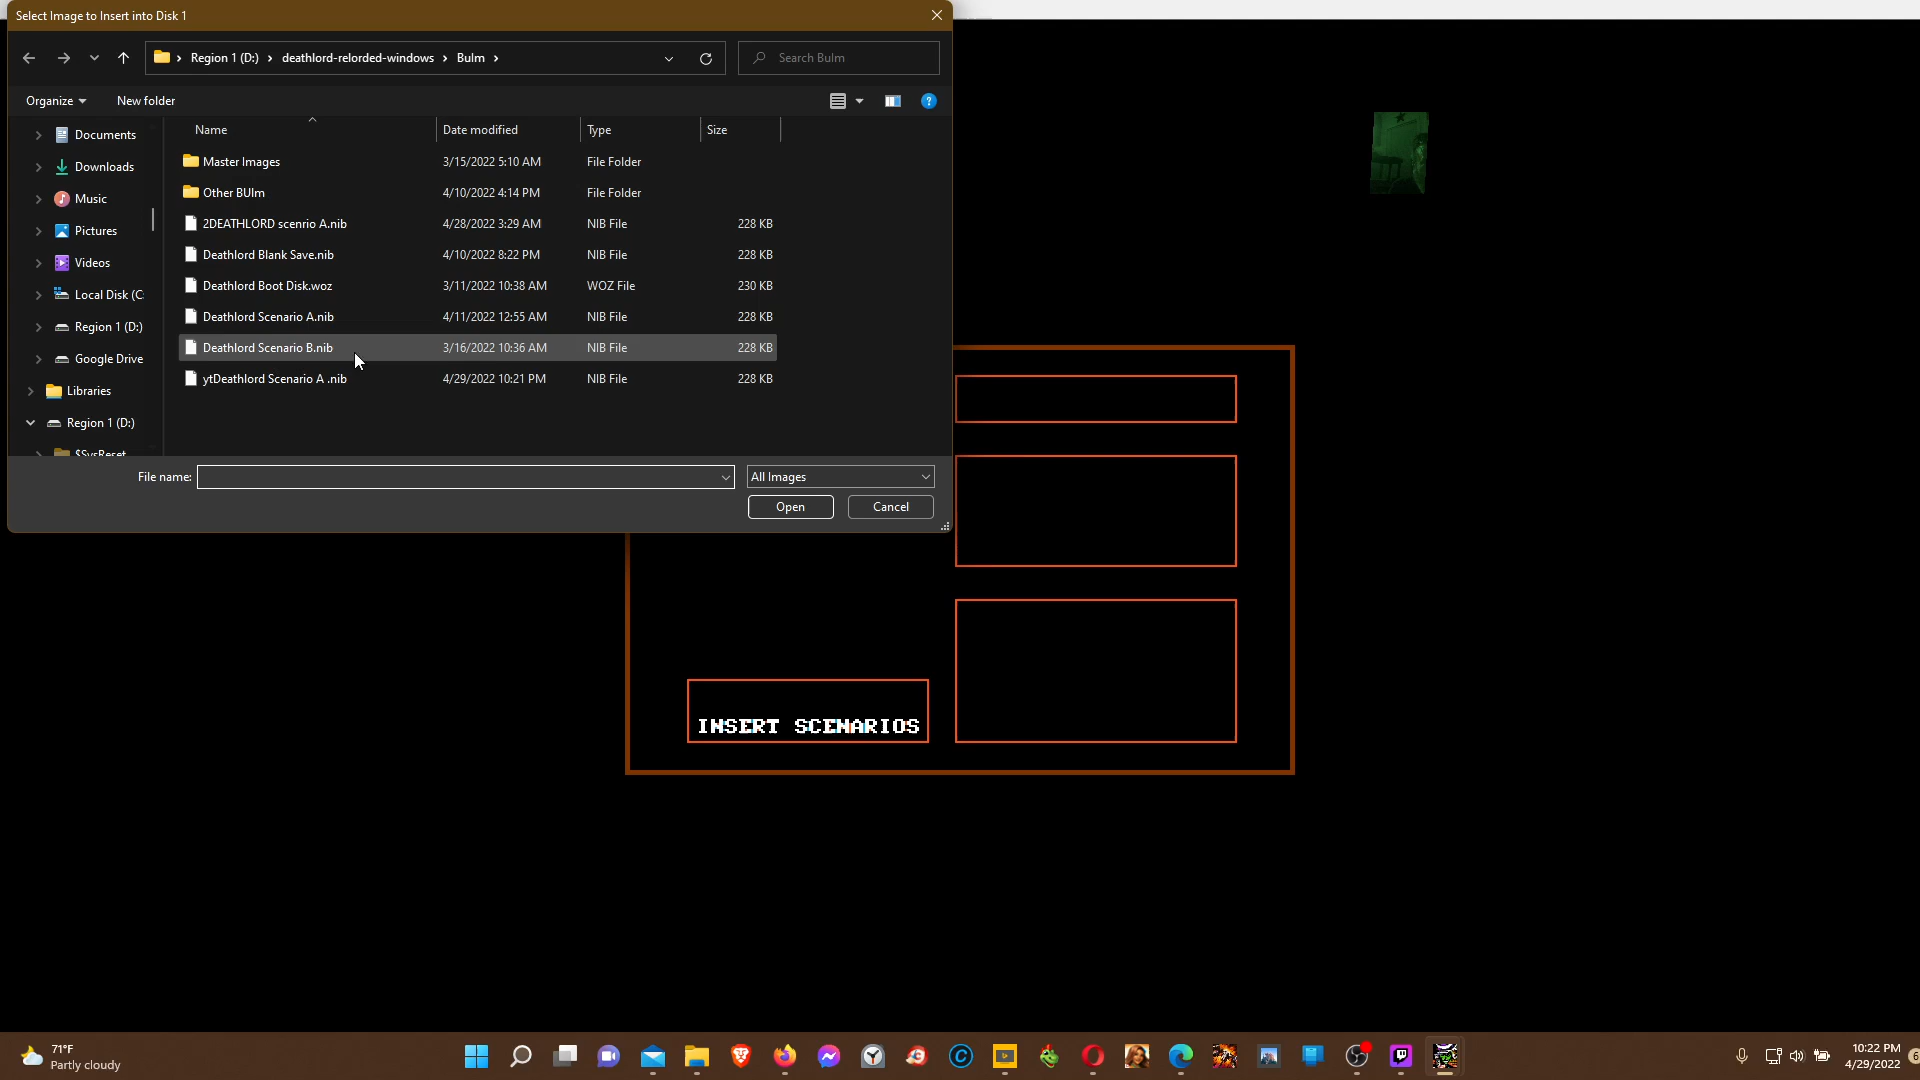 Select Image to Insert into Disk 1
Region 1 (D:) deathlord-relorded-windows Bulm
Search Bulm
Organize New folder
Name Date modified Type Size
Documents
Downloads
Music
Pictures
Videos
Local Disk (C:
Region 1 (D:)
Google Drive
Libraries
Region 1 (D:)
$SysReset
Master Images 3/15/2022 5:10 AM File Folder
Other BUlm 4/10/2022 4:14 PM File Folder
2DEATHLORD scenrio A.nib 4/28/2022 3:29 AM NIB File 228 KB
Deathlord Blank Save.nib 4/10/2022 8:22 PM NIB File 228 KB
Deathlord Boot Disk.woz 3/11/2022 10:38 AM WOZ File 230 KB
Deathlord Scenario A.nib 4/11/2022 12:55 AM NIB File 228 KB
Deathlord Scenario B.nib 3/16/2022 10:36 AM NIB File 228 KB
ytDeathlord Scenario A .nib 4/29/2022 10:21 PM NIB File 228 KB
File name: All Images
Open Cancel
INSERT SCENARIOS
71°F
Partly cloudy
10:22 PM
4/29/2022
6